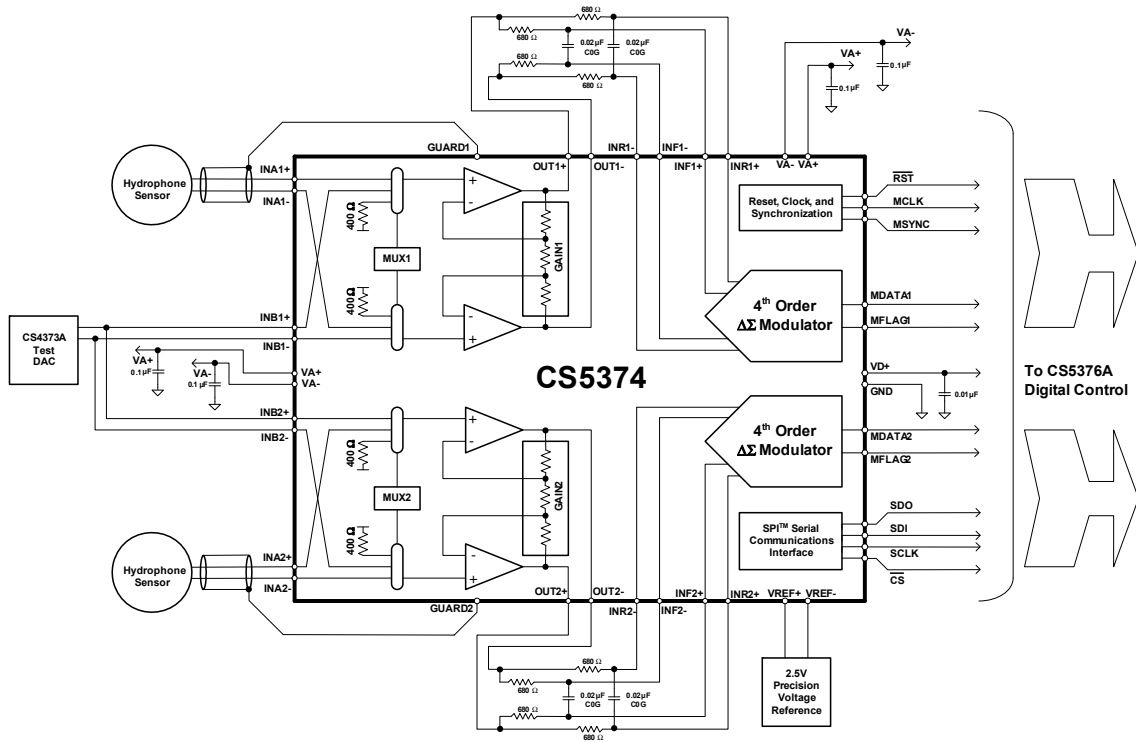 680 Ω
680 Ω
0.02µF
C0G
0.02µF
C0G
680 Ω
680 Ω
VA-
0.1µF
VA+
0.1µF
GUARD1
OUT1+
OUT1-
INR1-
INF1-
INF1+
INR1+
VA-
VA+
Hydrophone
Sensor
INA1+
INA1-
400 Ω
MUX1
400 Ω
+
-
-
+
GAIN1
Reset, Clock, and
Synchronization
RST
MCLK
MSYNC
4th Order
ΔΣ Modulator
MDATA1
MFLAG1
CS4373A
Test
DAC
INB1+
INB1-
VA+
0.1µF
VA-
0.1 µF
VA+
VA-
CS5374
VD+
GND
0.01µF
To CS5376A
Digital Control
INB2+
INB2-
400 Ω
MUX2
400 Ω
+
-
-
+
GAIN2
4th Order
ΔΣ Modulator
MDATA2
MFLAG2
SPI™ Serial
Communications
Interface
SDO
SDI
SCLK
CS
Hydrophone
Sensor
INA2+
INA2-
GUARD2
OUT2+
OUT2-
INR2-
INF2-
INF2+
INR2+
VREF+
VREF-
680 Ω
680 Ω
0.02µF
C0G
0.02µF
C0G
680 Ω
680 Ω
2.5V
Precision
Voltage
Reference